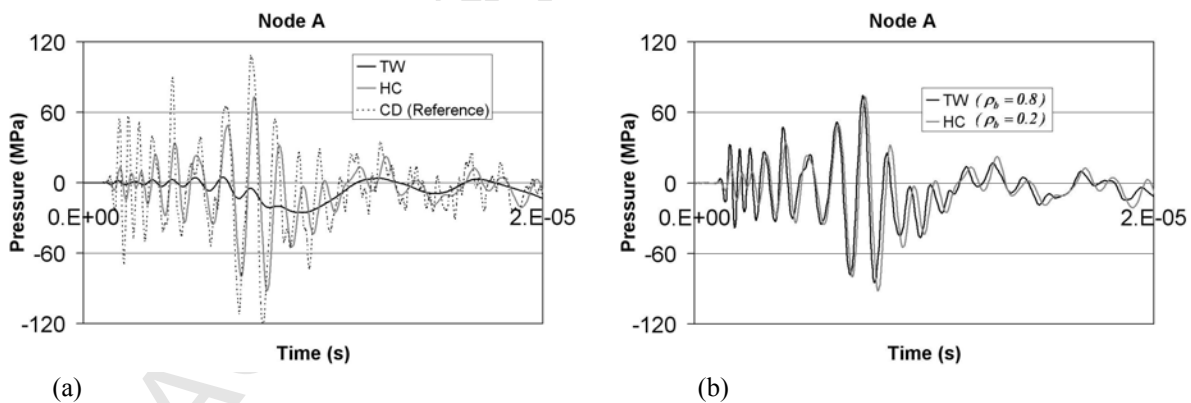 Node A
120
60
0
-60
-120
Pressure (MPa)
0.E+00
2.E-05
Time (s)
TW
HC
CD (Reference)
(a)
Node A
120
60
0
-60
-120
Pressure (MPa)
0.E+00
2.E-05
Time (s)
TW (ρb = 0.8)
HC (ρb = 0.2)
(b)